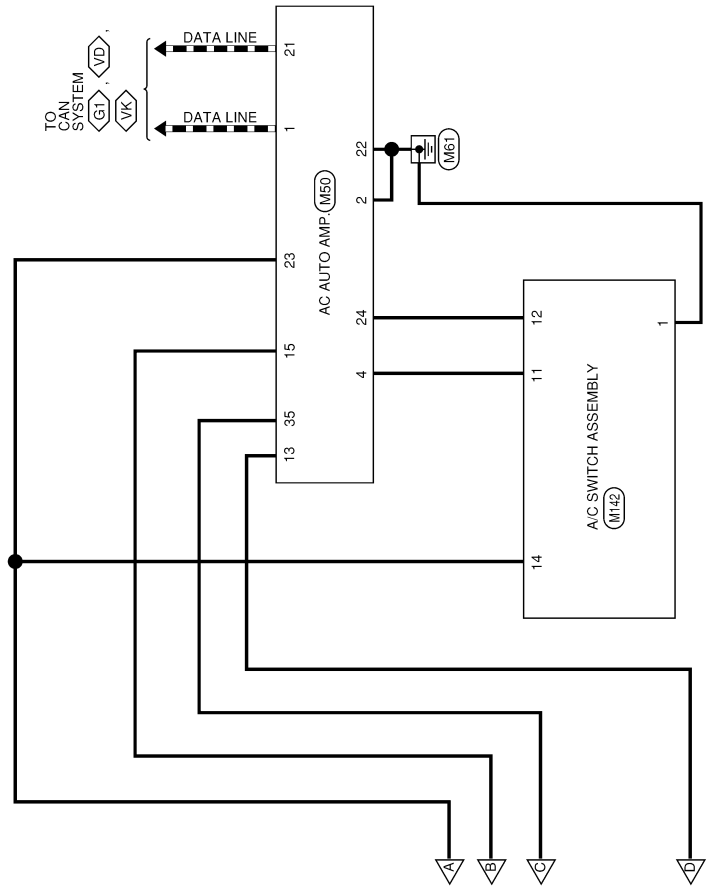 TO
CAN
SYSTEM VD ,
G1 ,
VK
DATA LINE
DATA LINE
21
1
23
15
35
13
AC AUTO AMP. M50
22
2
24
4
M61
12
11
14
1
A/C SWITCH ASSEMBLY
M142
A
B
C
D